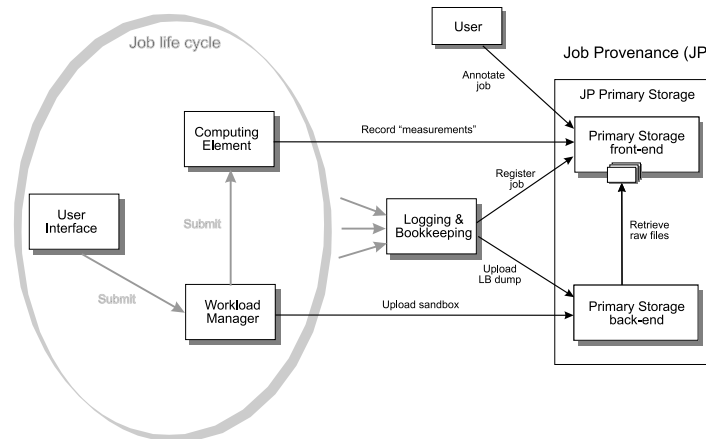 User
Job life cycle
Job Provenance (JP
Annotate
job
JP Primary Storage
Computing
Element
Record “measurements”
Primary Storage
front-end
Register
job
User
Interface
Submit
Logging &
Bookkeeping
Retrieve
raw files
Submit
Upload
LB dump
Workload
Manager
Upload sandbox
Primary Storage
back-end